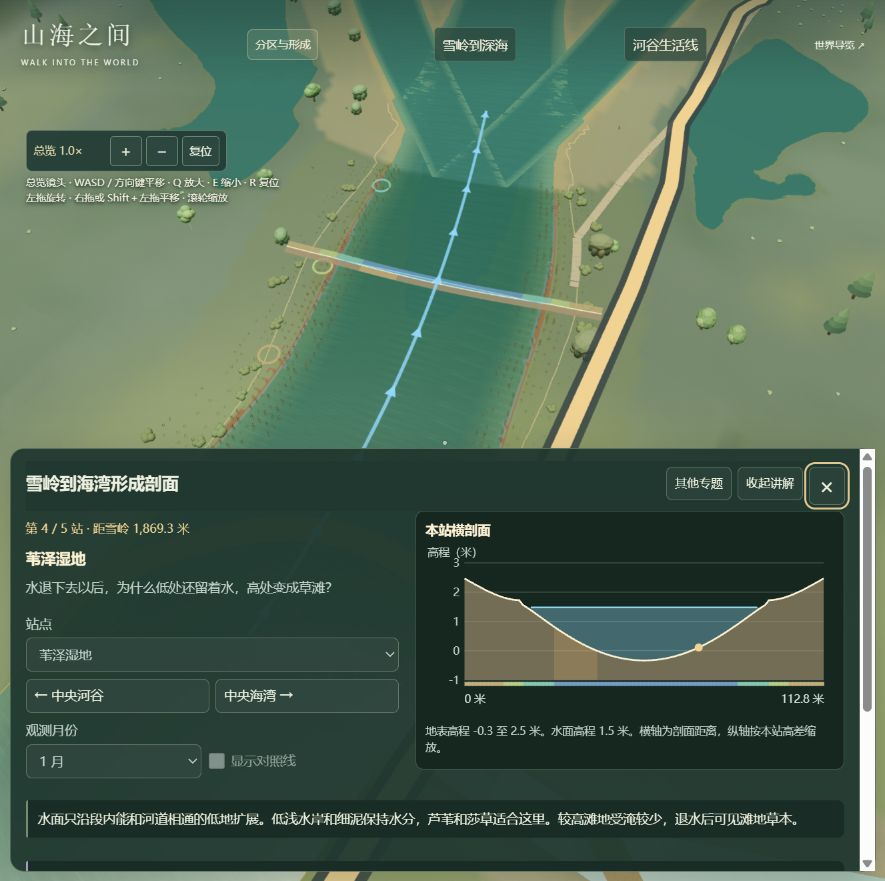 山海之间
WALK INTO THE WORLD
分区与形成
雪岭到深海
河谷生活线
世界导览 ↗
总览 1.0×
+
−
复位
总览镜头 · WASD / 方向键平移 · Q 放大 · E 缩小 · R 复位
左拖旋转 · 右拖或 Shift + 左拖平移 · 滚轮缩放
雪岭到海湾形成剖面
其他专题
收起讲解
×
第 4 / 5 站 · 距雪岭 1,869.3 米
苇泽湿地
水退下去以后，为什么低处还留着水，高处变成草滩？
站点
苇泽湿地
← 中央河谷
中央海湾 →
观测月份
1 月
显示对照线
本站横剖面
高程（米）
3
2
1
0
-1
0 米
112.8 米
地表高程 -0.3 至 2.5 米。水面高程 1.5 米。横轴为剖面距离，纵轴按本站高差缩
放。
水面只沿段内能和河道相通的低地扩展。低浅水岸和细泥保持水分，芦苇和莎草适合这里。较高滩地受淹较少，退水后可见滩地草本。